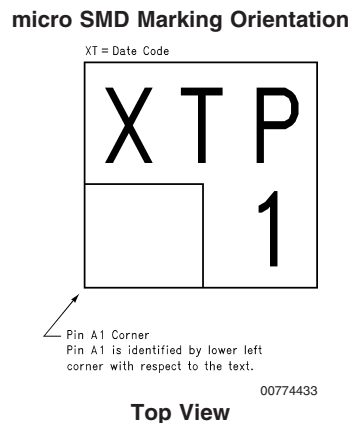 micro SMD Marking Orientation
XT = Date Code
X T P
1
Pin A1 Corner
Pin A1 is identified by lower left
corner with respect to the text.
00774433
Top View